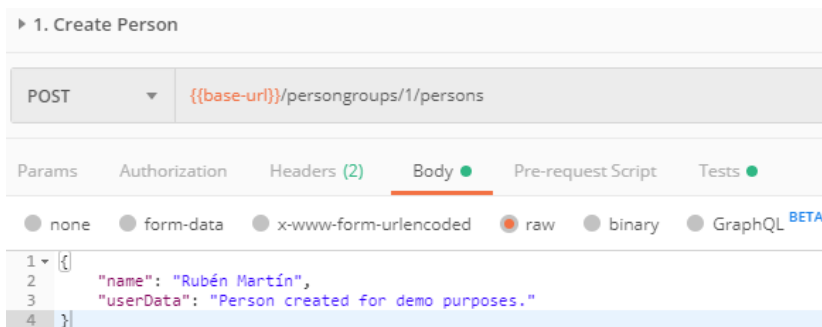 1. Create Person
POST {{base-url}}/persongroups/1/persons
Params Authorization Headers (2) Body Pre-request Script Tests
none form-data x-www-form-urlencoded raw binary GraphQL BETA
1 {
2 "name": "Rubén Martín",
3 "userData": "Person created for demo purposes."
4 }